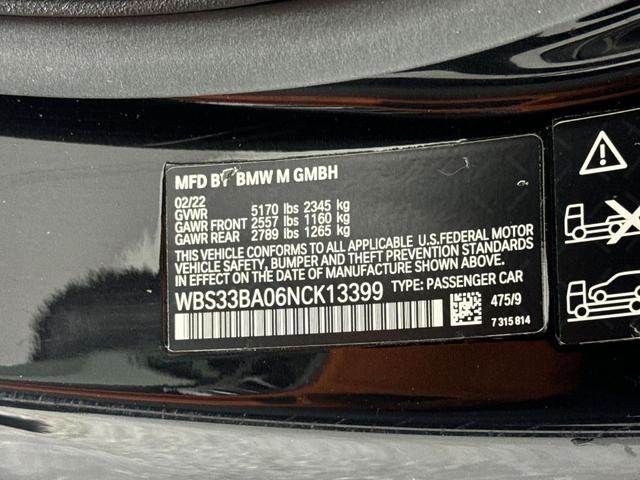 MFD BY BMW M GMBH
02/22
GVWR 5170 lbs 2345 kg
GAWR FRONT 2557 lbs 1160 kg
GAWR REAR 2789 lbs 1265 kg
THIS VEHICLE CONFORMS TO ALL APPLICABLE U.S.FEDERAL MOTOR
VEHICLE SAFETY, BUMPER, AND THEFT PREVENTION STANDARDS
IN EFFECT ON THE DATE OF MANUFACTURE SHOWN ABOVE.
WBS33BA06NCK13399 TYPE: PASSENGER CAR
475/9
7 315 814